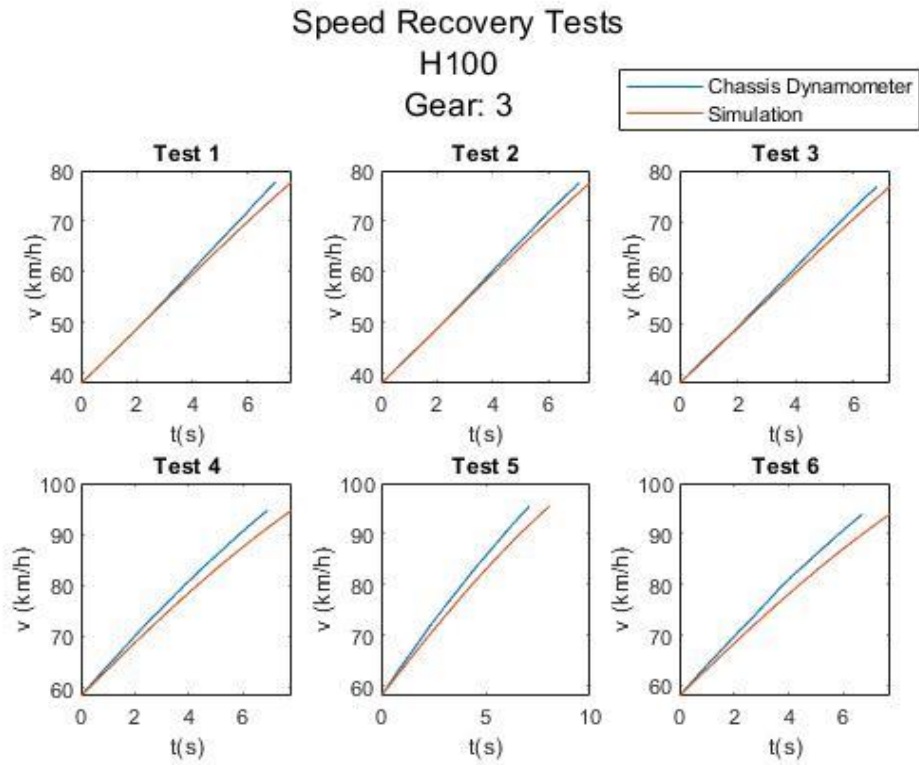 Speed Recovery Tests
H100
Gear: 3
Chassis Dynamometer
Simulation
Test 1
80
70
60
50
40
v (km/h)
0 2 4 6
t(s)
Test 2
80
70
60
50
40
v (km/h)
0 2 4 6
t(s)
Test 3
80
70
60
50
40
v (km/h)
0 2 4 6
t(s)
Test 4
100
90
80
70
60
v (km/h)
0 2 4 6
t(s)
Test 5
100
90
80
70
60
v (km/h)
0 5 10
t(s)
Test 6
100
90
80
70
60
v (km/h)
0 2 4 6
t(s)